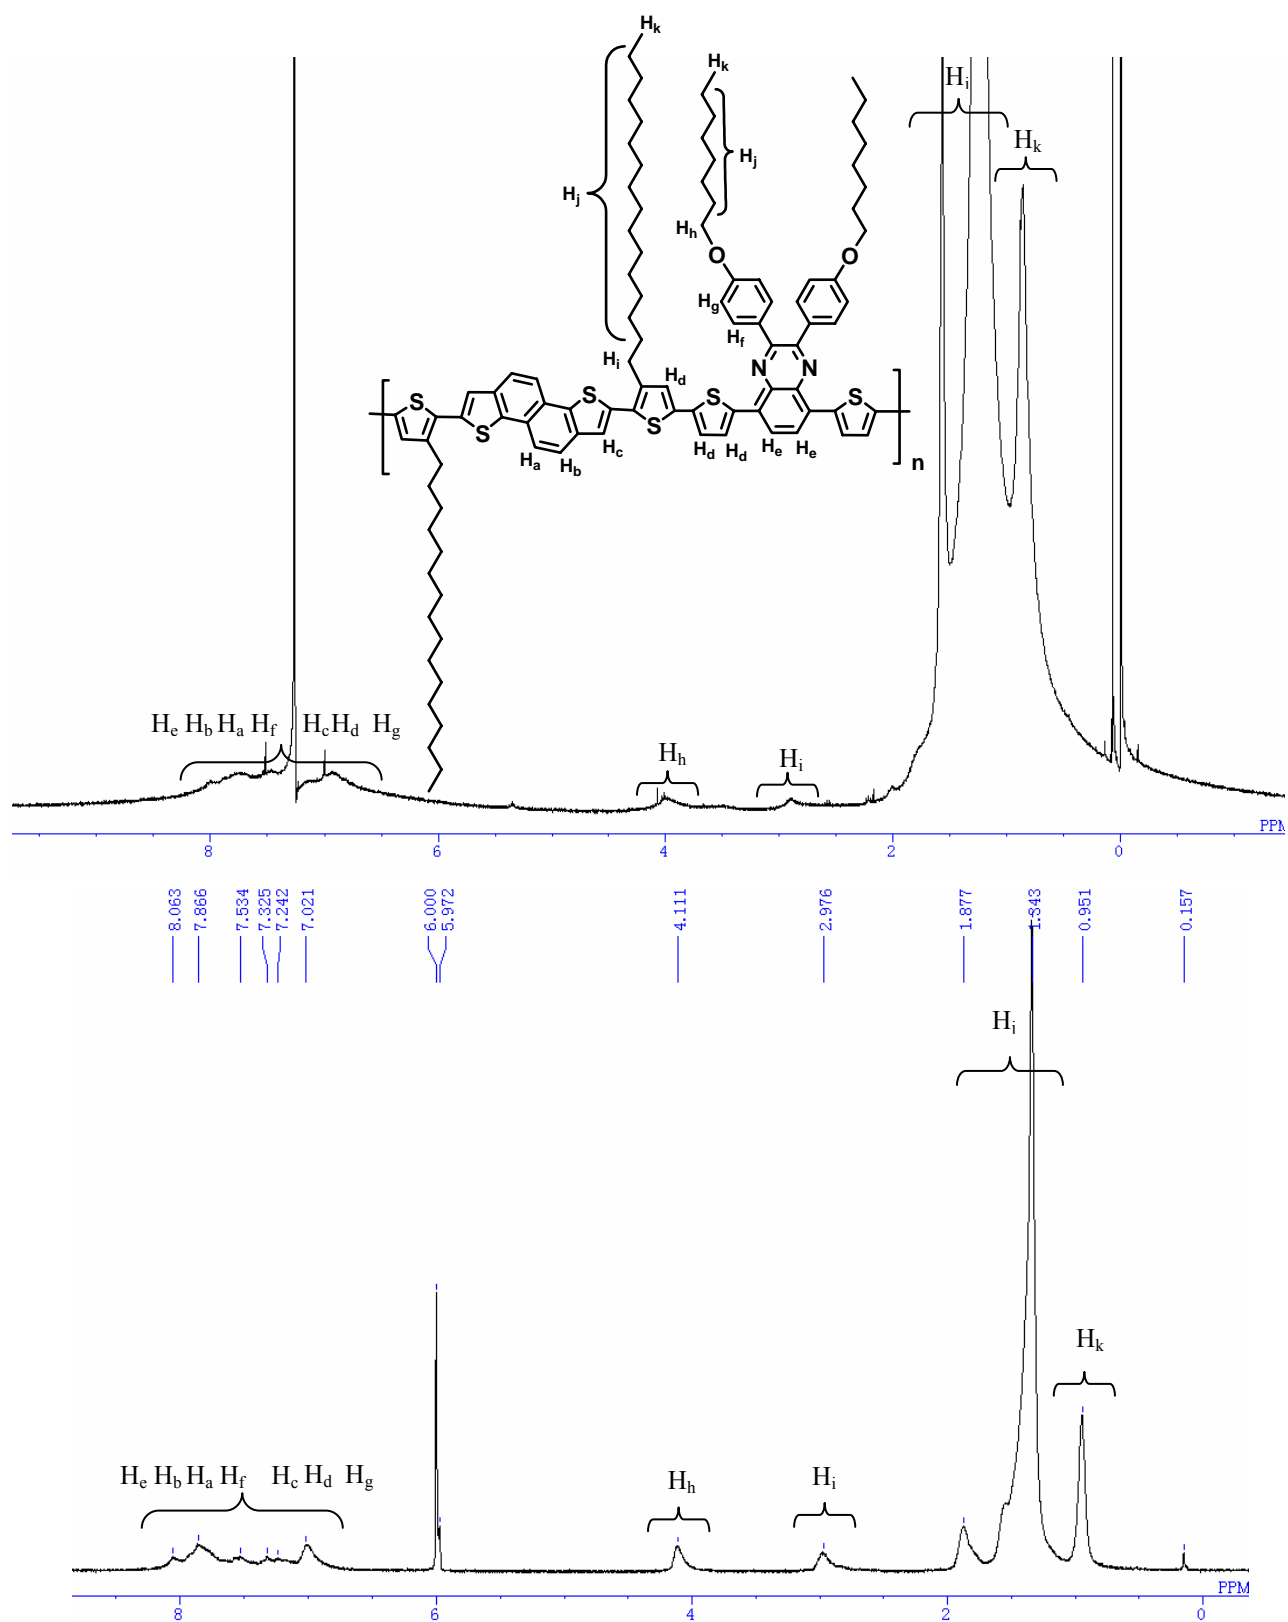 Hk
Hk
Hi
Hk
Hj
Hj
Hh
O
O
Hg
Hf
N
N
Hi
Hd
S
S
S
S
S
S
Ha
Hb
Hc
Hd
Hd
He
He
n
He Hb Ha Hf Hc Hd Hg
Hh
Hi
PPM
8 6 4 2 0
8.063
7.866
7.534
7.325
7.242
7.021
6.000
5.972
4.111
2.976
1.877
1.343
0.951
0.157
Hj
Hk
He Hb Ha Hf Hc Hd Hg
Hh
Hi
PPM
8 6 4 2 0